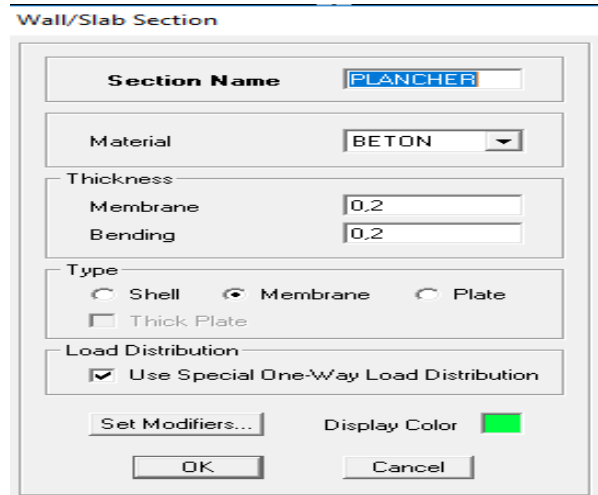 Wall/Slab Section
Section Name PLANCHER
Material BETON
Thickness
Membrane 0,2
Bending 0,2
Type
Shell Membrane Plate
Thick Plate
Load Distribution
Use Special One-Way Load Distribution
Set Modifiers... Display Color
OK Cancel